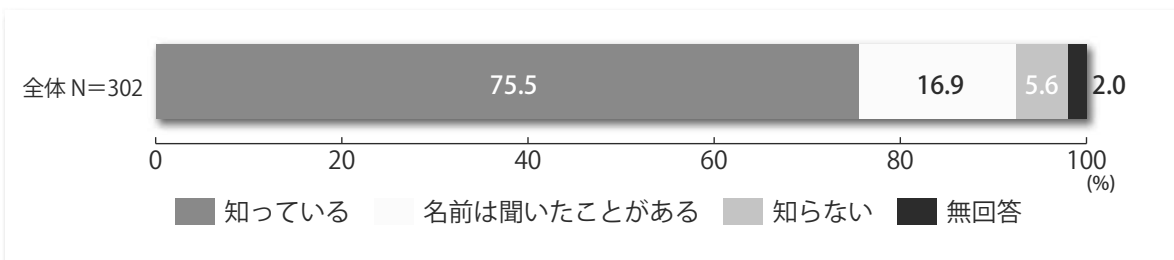 全体 N＝302
75.5
16.9
5.6
2.0
0
20
40
60
80
100
(%)
知っている
名前は聞いたことがある
知らない
無回答